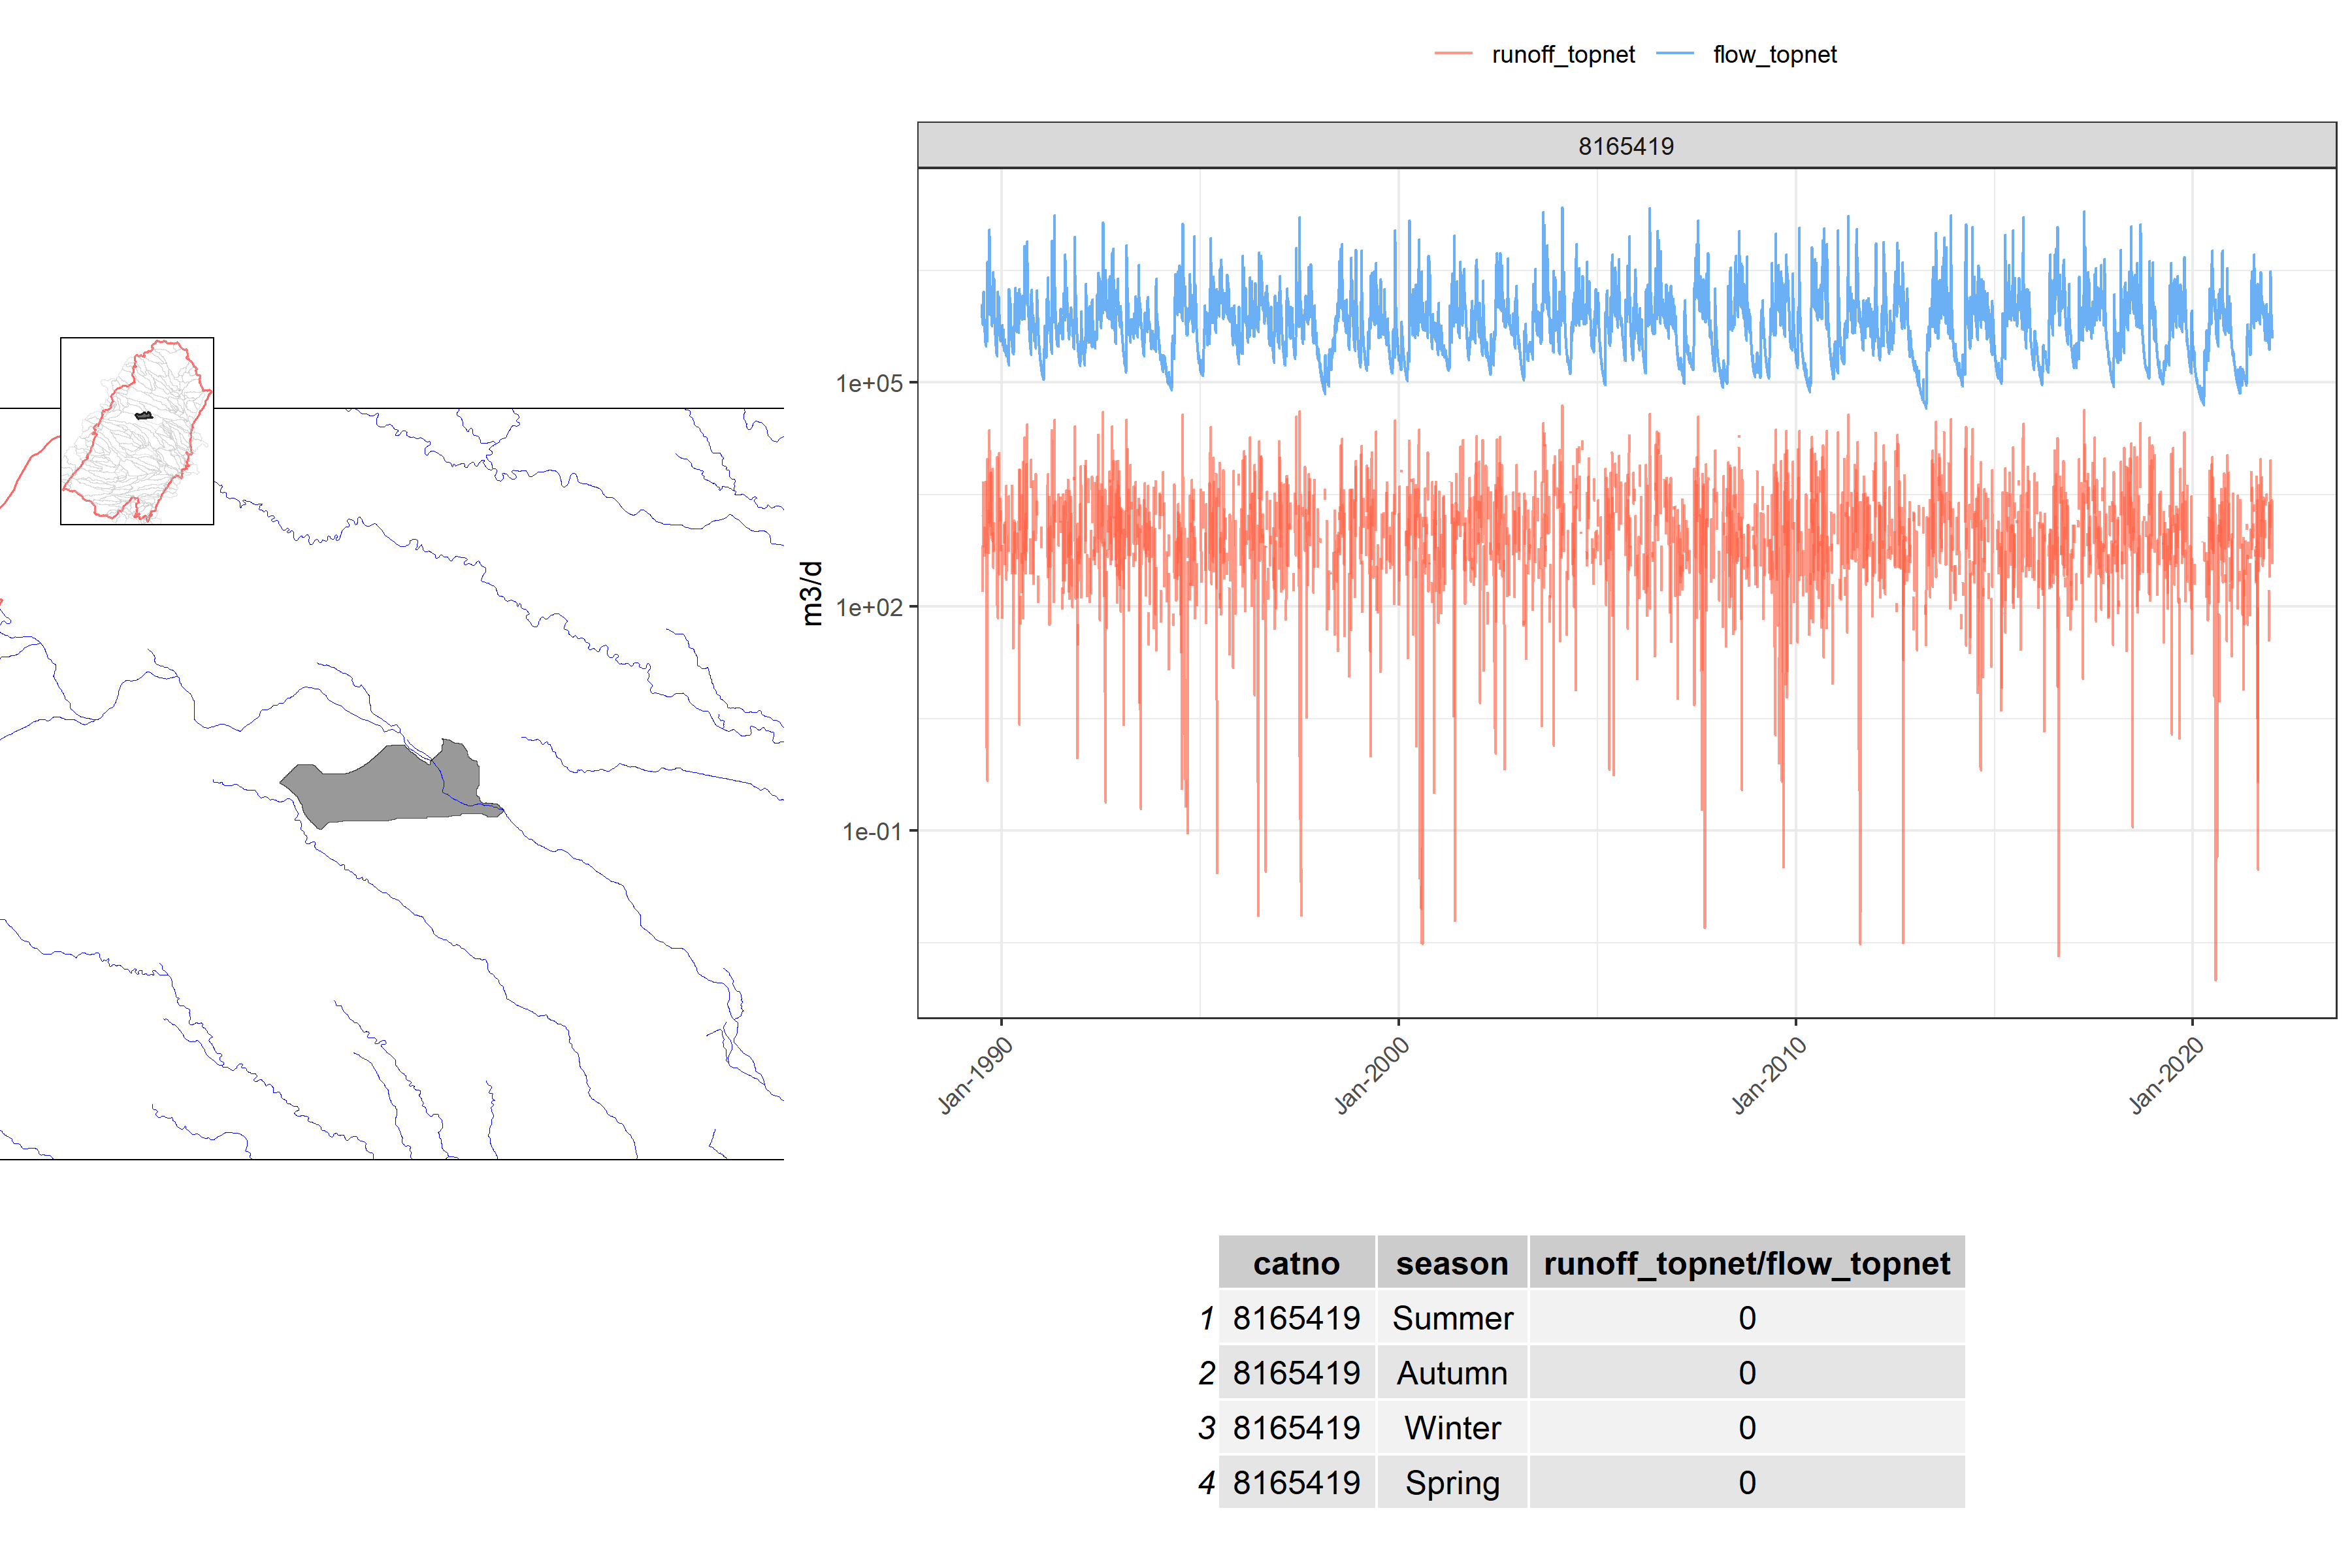 runoff_topnet flow_topnet
8165419
m3/d
1e+05
1e+02
1e-01
Jan-1990 Jan-2000 Jan-2010 Jan-2020
catno season runoff_topnet/flow_topnet
1 8165419 Summer 0
2 8165419 Autumn 0
3 8165419 Winter 0
4 8165419 Spring 0